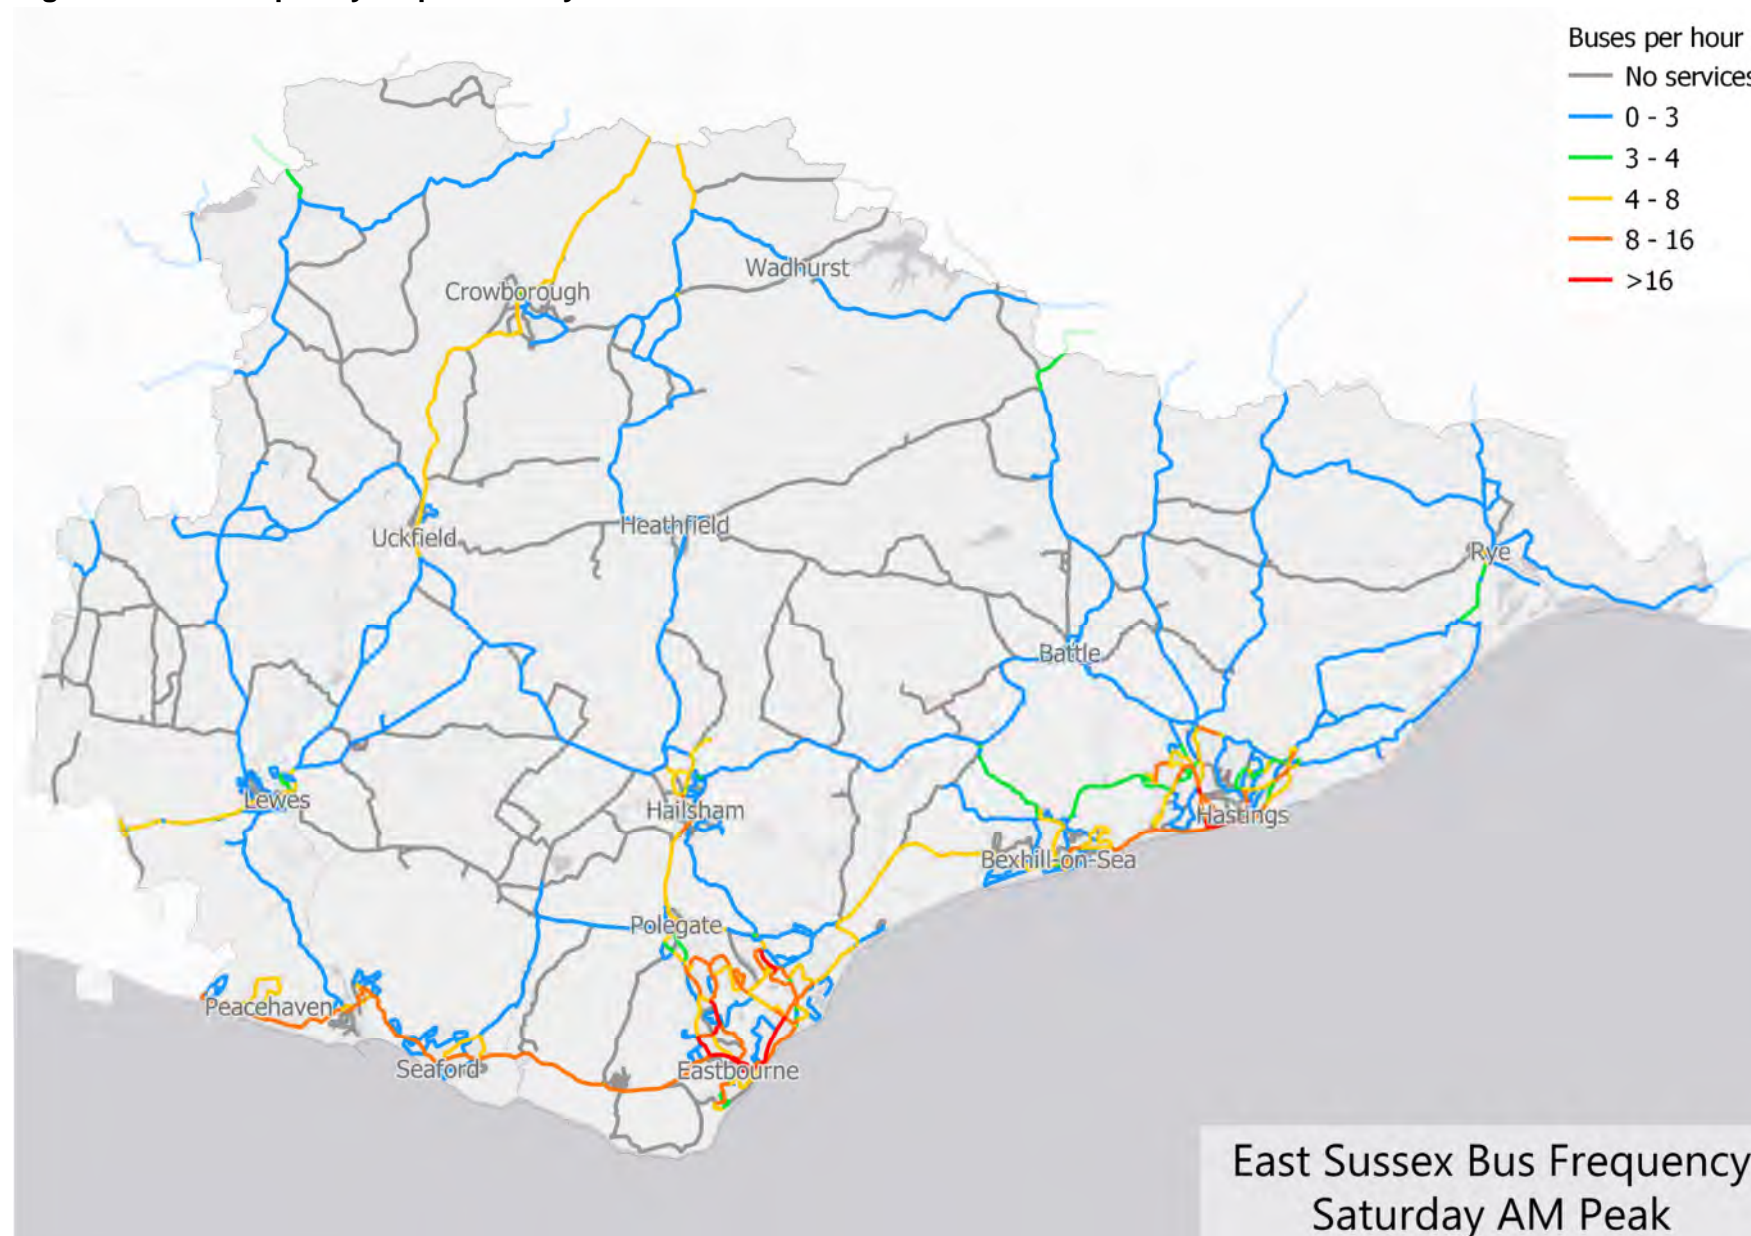 Buses per hour
No services
0 - 3
3 - 4
4 - 8
8 - 16
>16
Wadhurst
Crowborough
Uckfield
Heathfield
Rye
Battle
Lewes
Hailsham
Hastings
Bexhill-on-Sea
Polegate
Peacehaven
Seaford
Eastbourne
East Sussex Bus Frequency
Saturday AM Peak